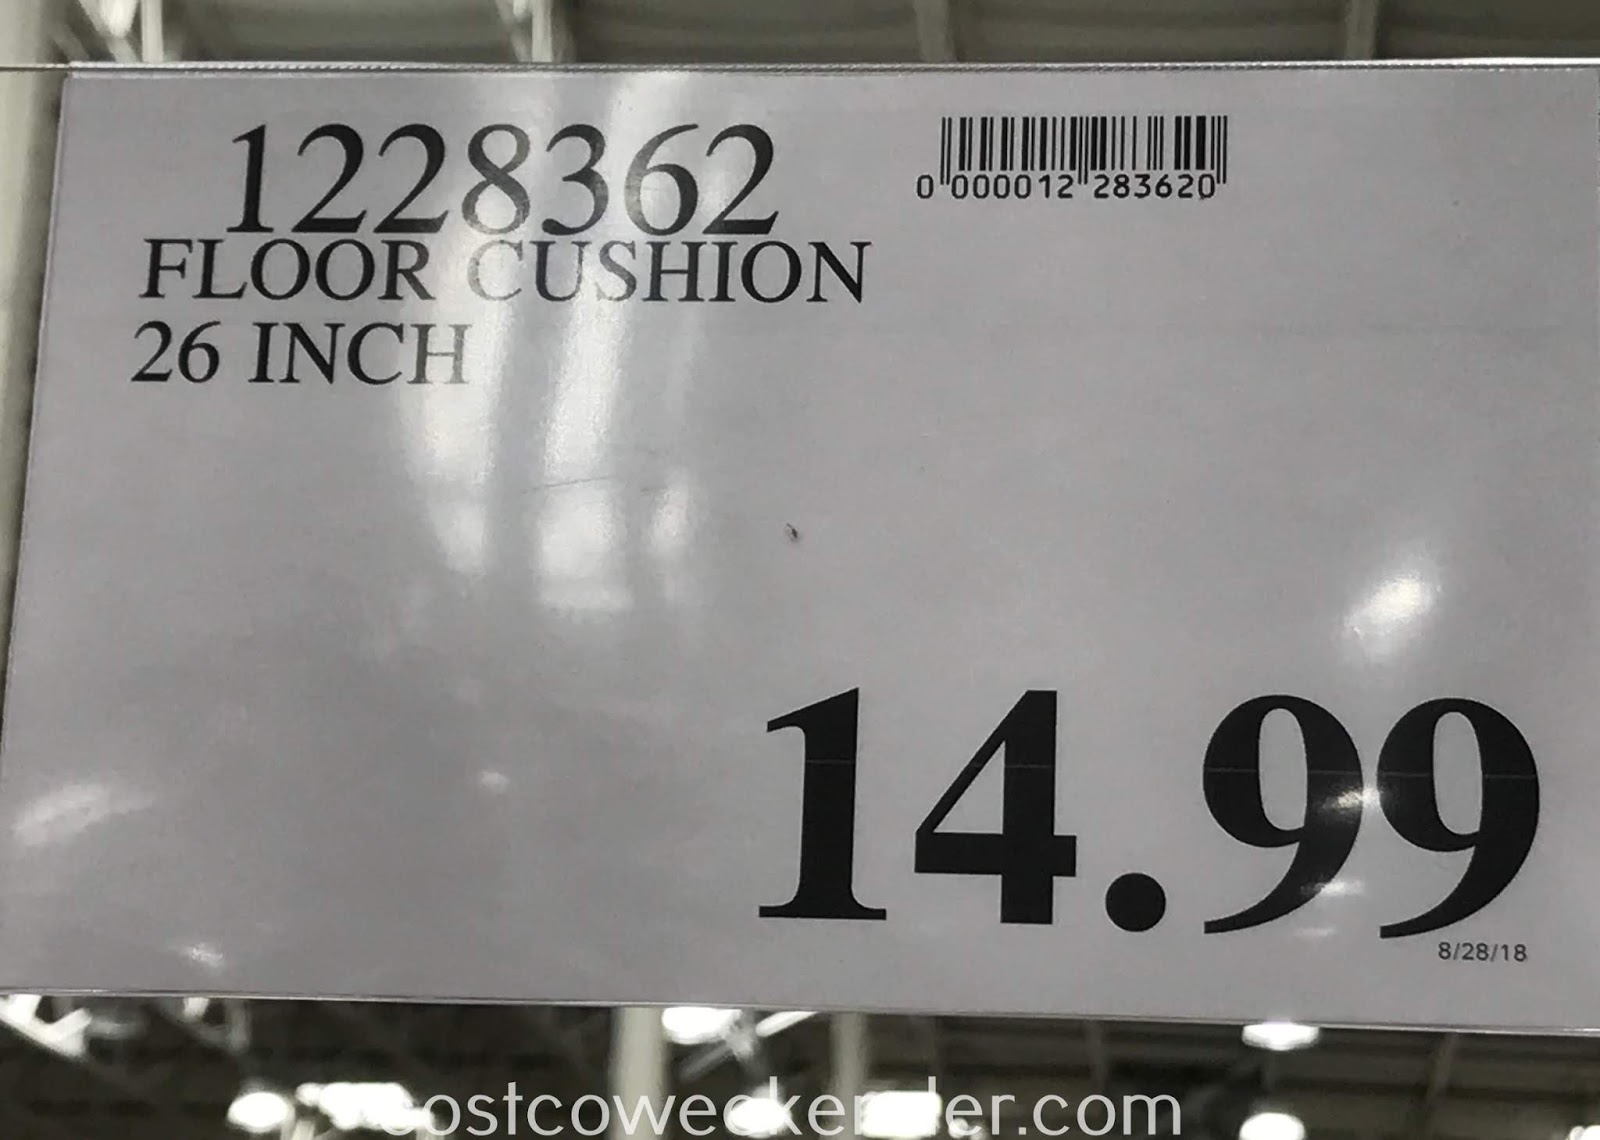 1228362
0 000012 283620
FLOOR CUSHION
26 INCH
14.99
8/28/18
costcoweekender.com